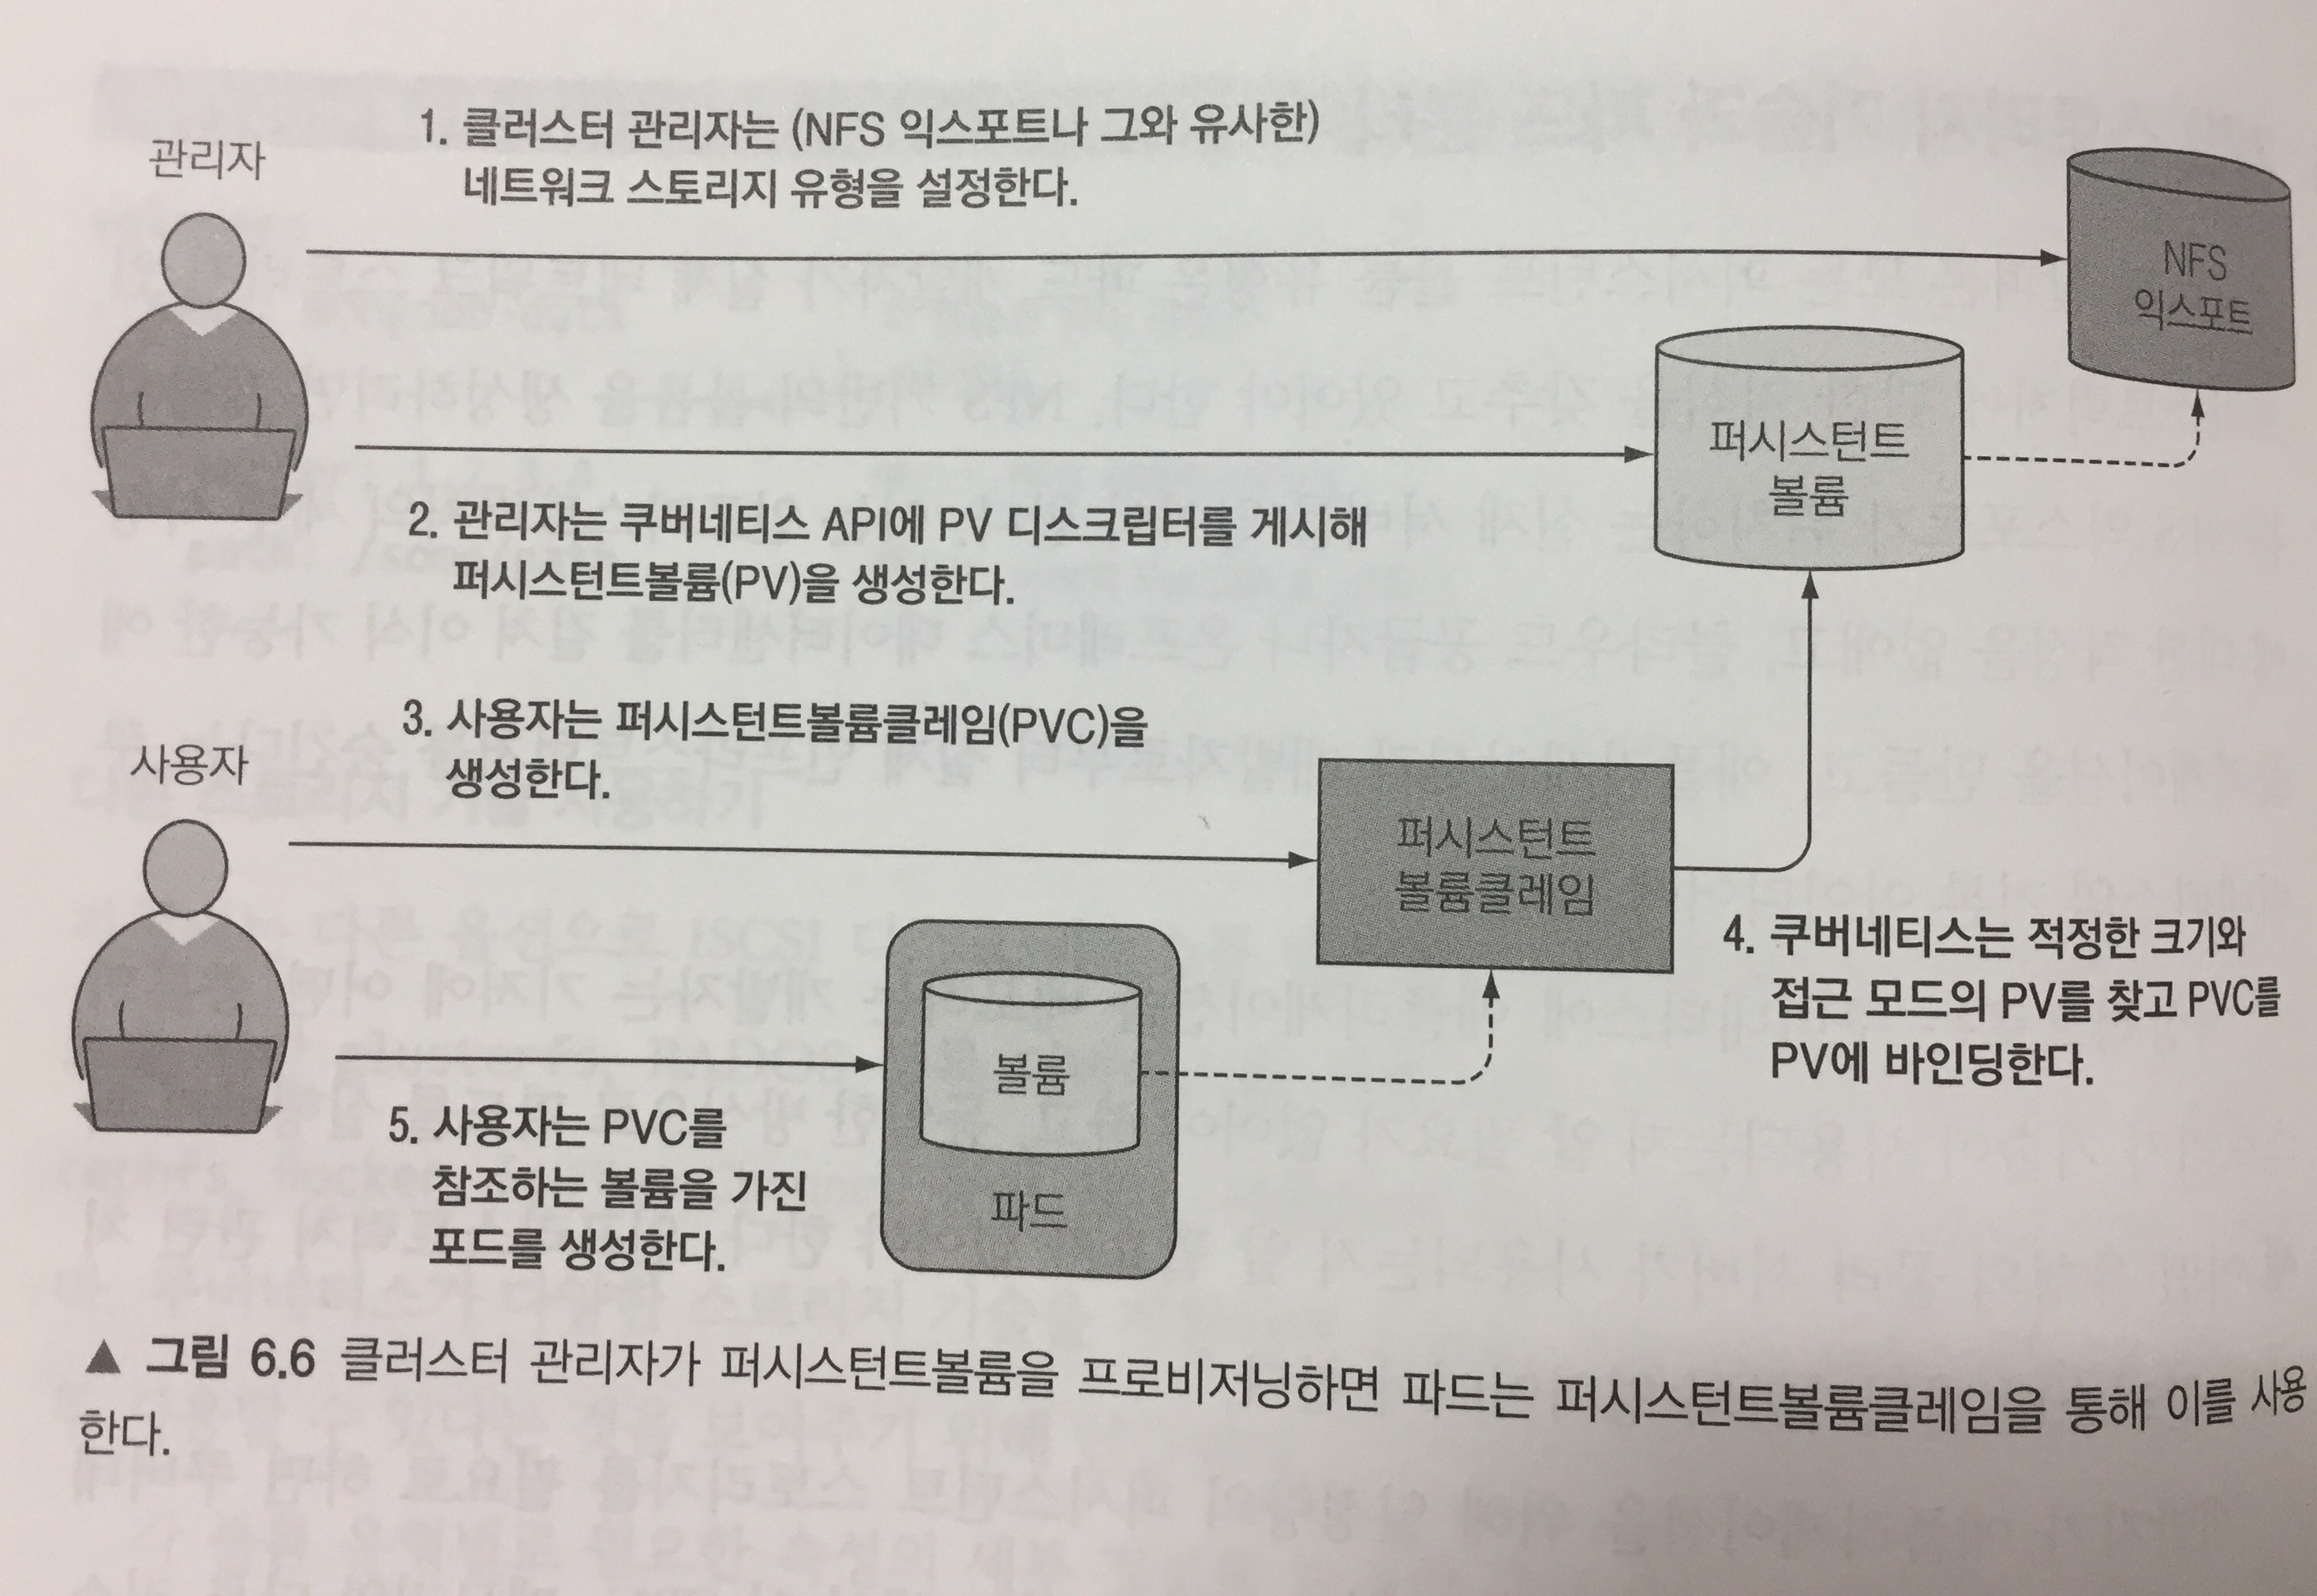 관리자
1. 클러스터 관리자는 (NFS 익스포트나 그와 유사한)
네트워크 스토리지 유형을 설정한다.
NFS
익스포트
퍼시스턴트
볼륨
2. 관리자는 쿠버네티스 API에 PV 디스크립터를 게시해
퍼시스턴트볼륨(PV)을 생성한다.
사용자
3. 사용자는 퍼시스턴트볼륨클레임(PVC)을
생성한다.
퍼시스턴트
볼륨클레임
4. 쿠버네티스는 적정한 크기와
접근 모드의 PV를 찾고 PVC를
PV에 바인딩한다.
볼륨
파드
5. 사용자는 PVC를
참조하는 볼륨을 가진
포드를 생성한다.
▲ 그림 6.6 클러스터 관리자가 퍼시스턴트볼륨을 프로비저닝하면 파드는 퍼시스턴트볼륨클레임을 통해 이를 사용
한다.